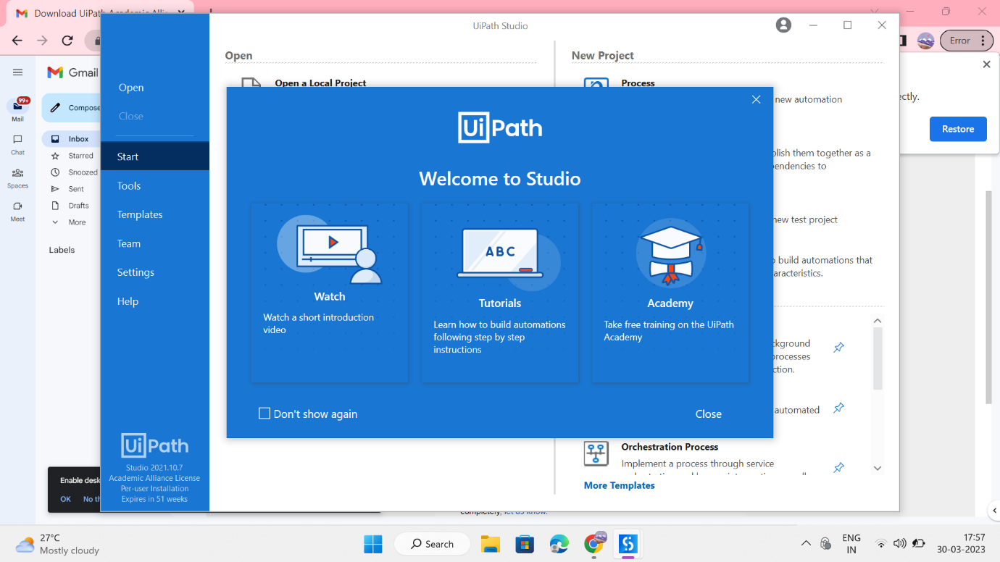 Download UiPath Academic Allia
Error
Gmail
Compose
99+
Mail
Chat
Spaces
Meet
Inbox
Starred
Snoozed
Sent
Drafts
More
Labels
Enable desk
OK No th
UiPath Studio
Open
Close
Start
Tools
Templates
Team
Settings
Help
UiPath
Studio 2021.10.7
Academic Alliance License
Per-user Installation
Expires in 51 weeks
Open
Open a Local Project
New Project
Process
new automation
blish them together as a
pendencies to
new test project
build automations that
aracteristics.
ckground
processes
ction.
automated
Orchestration Process
Implement a process through service
More Templates
UiPath
Welcome to Studio
Watch
Watch a short introduction
video
Tutorials
Learn how to build automations
following step by step
instructions
Academy
Take free training on the UiPath
Academy
Don't show again
Close
ectly.
Restore
completely, let us know.
27°C
Mostly cloudy
Search
ENG
IN
17:57
30-03-2023